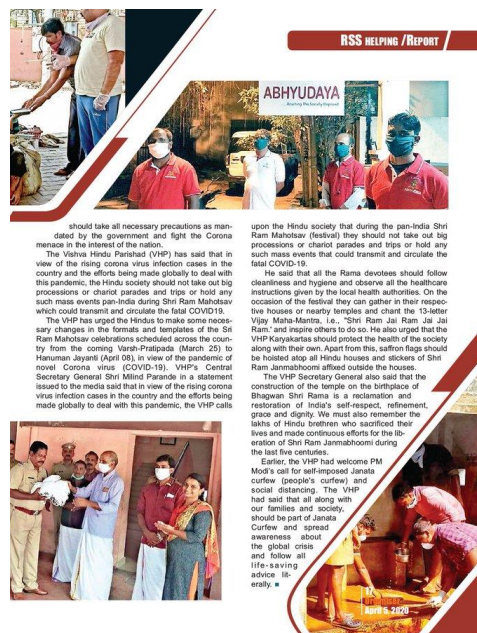 RSS HELPING /REPORT
ABHYUDAYA
should take all necessary precautions as man-
dated by the government and fight the Corona
menace in the interest of the nation.
The Vishva Hindu Parishad (VHP) has said that in
view of the rising corona virus infection cases in the
country and the efforts being made globally to deal with
this pandemic, the Hindu society should not take out big
processions or chariot parades and trips or hold any
such mass events pan-India during Shri Ram Mahotsav
which could transmit and circulate the fatal COVID19.
The VHP has urged the Hindus to make some neces-
sary changes in the formats and templates of the Sri
Ram Mahotsav celebrations scheduled across the coun-
try from the coming Varsh-Pratipada (March 25) to
Hanuman Jayanti (April 08), in view of the pandemic of
novel Corona virus (COVID-19). VHP's Central
Secretary General Shri Milind Parande in a statement
issued to the media said that in view of the rising corona
virus infection cases in the country and the efforts being
made globally to deal with this pandemic, the VHP calls
upon the Hindu society that during the pan-India Shri
Ram Mahotsav (festival) they should not take out big
processions or chariot parades and trips or hold any
such mass events that could transmit and circulate the
fatal COVID-19.
He said that all the Rama devotees should follow
cleanliness and hygiene and observe all the healthcare
instructions given by the local health authorities. On the
occasion of the festival they can gather in their respec-
tive houses or nearby temples and chant the 13-letter
Vijay Maha-Mantra, i.e., "Shri Ram Jai Ram Jai Jai
Ram.' and inspire others to do so. He also urged that the
VHP Karyakartas should protect the health of the society
along with their own. Apart from this, saffron flags should
be hoisted atop all Hindu houses and stickers of Shri
Ram Janmabhoomi affixed outside the houses.
The VHP Secretary General also said that the
construction of the temple on the birthplace of
Bhagwan Shri Rama is a reclamation and
restoration of India's self-respect, refinement,
grace and dignity. We must also remember the
lakhs of Hindu brethren who sacrificed their
lives and made continuous efforts for the lib-
eration of Shri Ram Janmabhoomi during
the last five centuries.
Earlier, the VHP had welcome PM
Modi's call for self-imposed Janata
curfew (people's curfew) and
social distancing. The VHP
had said that all along with
our families and society,
should be part of Janata
Curfew and spread
awareness about
the global crisis
and follow all
life-saving
advice lit-
erally.
17
Organiser
April 5, 2020